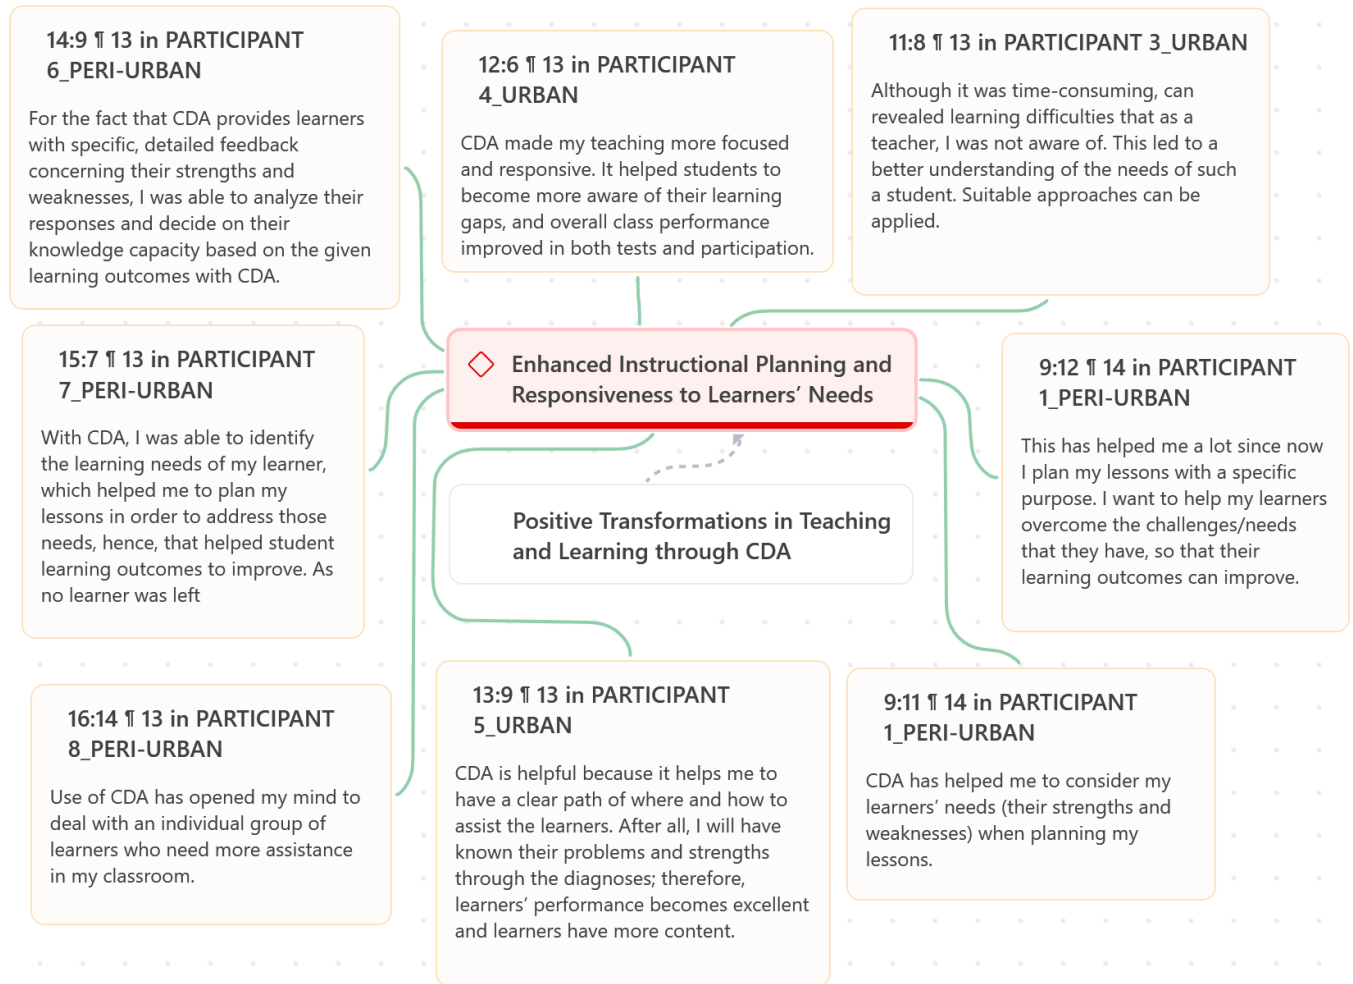 14:9 ¶ 13 in PARTICIPANT
6_PERI-URBAN
For the fact that CDA provides learners
with specific, detailed feedback
concerning their strengths and
weaknesses, I was able to analyze their
responses and decide on their
knowledge capacity based on the given
learning outcomes with CDA.
12:6 ¶ 13 in PARTICIPANT
4_URBAN
CDA made my teaching more focused
and responsive. It helped students to
become more aware of their learning
gaps, and overall class performance
improved in both tests and participation.
11:8 ¶ 13 in PARTICIPANT 3_URBAN
Although it was time-consuming, can
revealed learning difficulties that as a
teacher, I was not aware of. This led to a
better understanding of the needs of such
a student. Suitable approaches can be
applied.
15:7 ¶ 13 in PARTICIPANT
7_PERI-URBAN
With CDA, I was able to identify
the learning needs of my learner,
which helped me to plan my
lessons in order to address those
needs, hence, that helped student
learning outcomes to improve. As
no learner was left
Enhanced Instructional Planning and
Responsiveness to Learners’ Needs
Positive Transformations in Teaching
and Learning through CDA
9:12 ¶ 14 in PARTICIPANT
1_PERI-URBAN
This has helped me a lot since now
I plan my lessons with a specific
purpose. I want to help my learners
overcome the challenges/needs
that they have, so that their
learning outcomes can improve.
16:14 ¶ 13 in PARTICIPANT
8_PERI-URBAN
Use of CDA has opened my mind to
deal with an individual group of
learners who need more assistance
in my classroom.
13:9 ¶ 13 in PARTICIPANT
5_URBAN
CDA is helpful because it helps me to
have a clear path of where and how to
assist the learners. After all, I will have
known their problems and strengths
through the diagnoses; therefore,
learners’ performance becomes excellent
and learners have more content.
9:11 ¶ 14 in PARTICIPANT
1_PERI-URBAN
CDA has helped me to consider my
learners’ needs (their strengths and
weaknesses) when planning my
lessons.